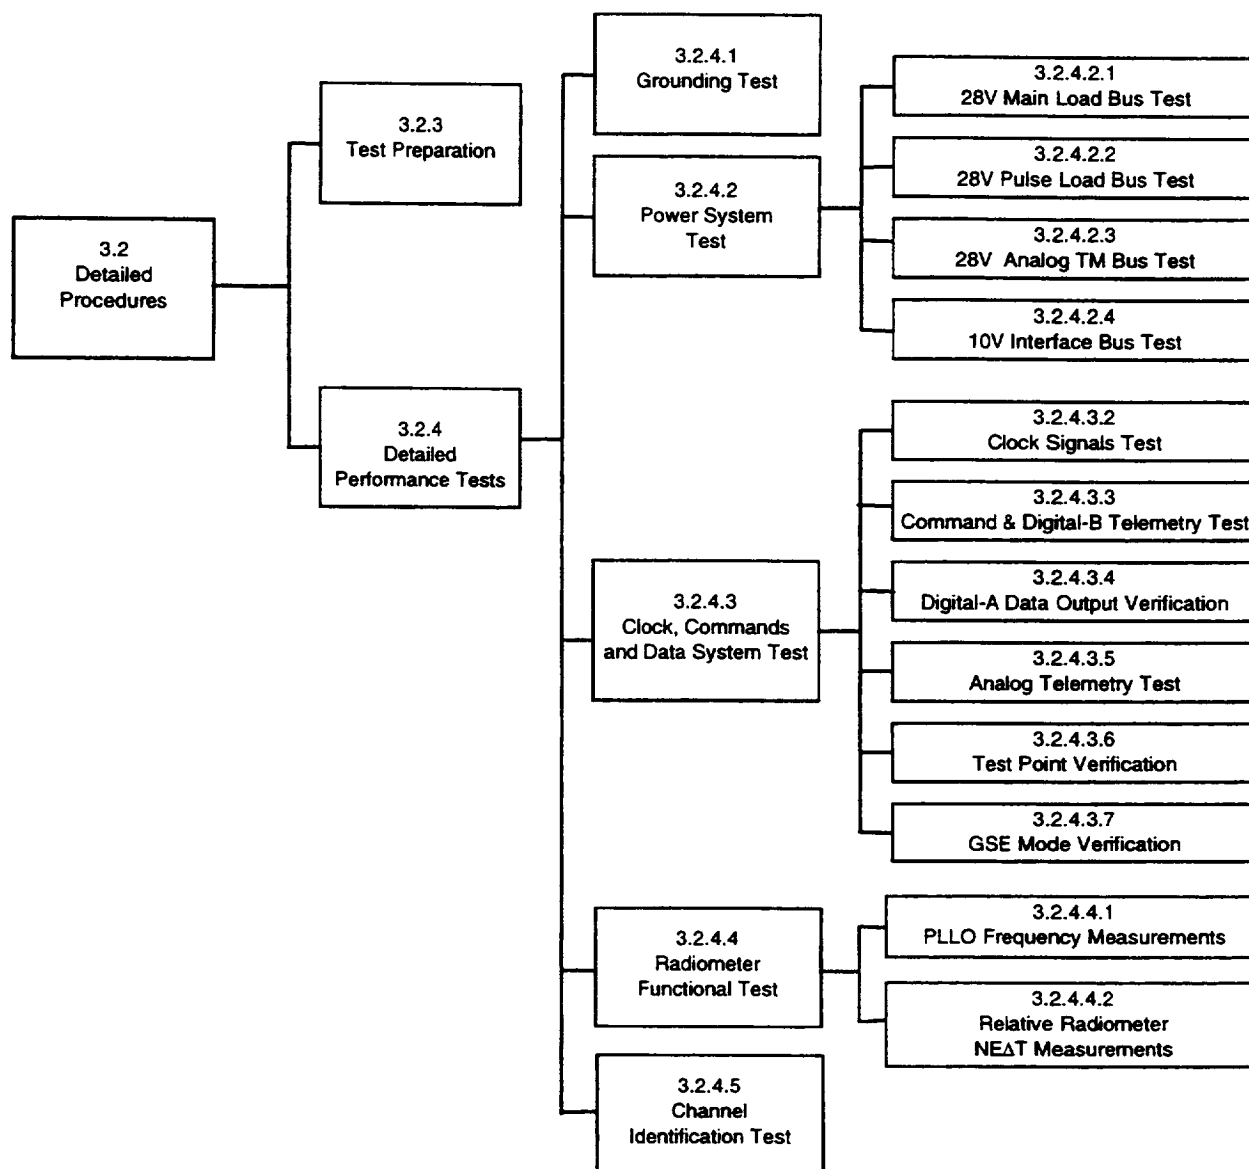 3.2
Detailed
Procedures
3.2.3
Test Preparation
3.2.4
Detailed
Performance Tests
3.2.4.1
Grounding Test
3.2.4.2
Power System
Test
3.2.4.2.1
28V Main Load Bus Test
3.2.4.2.2
28V Pulse Load Bus Test
3.2.4.2.3
28V Analog TM Bus Test
3.2.4.2.4
10V Interface Bus Test
3.2.4.3
Clock, Commands
and Data System Test
3.2.4.3.2
Clock Signals Test
3.2.4.3.3
Command & Digital-B Telemetry Test
3.2.4.3.4
Digital-A Data Output Verification
3.2.4.3.5
Analog Telemetry Test
3.2.4.3.6
Test Point Verification
3.2.4.3.7
GSE Mode Verification
3.2.4.4
Radiometer
Functional Test
3.2.4.4.1
PLLO Frequency Measurements
3.2.4.4.2
Relative Radiometer
NEΔT Measurements
3.2.4.5
Channel
Identification Test